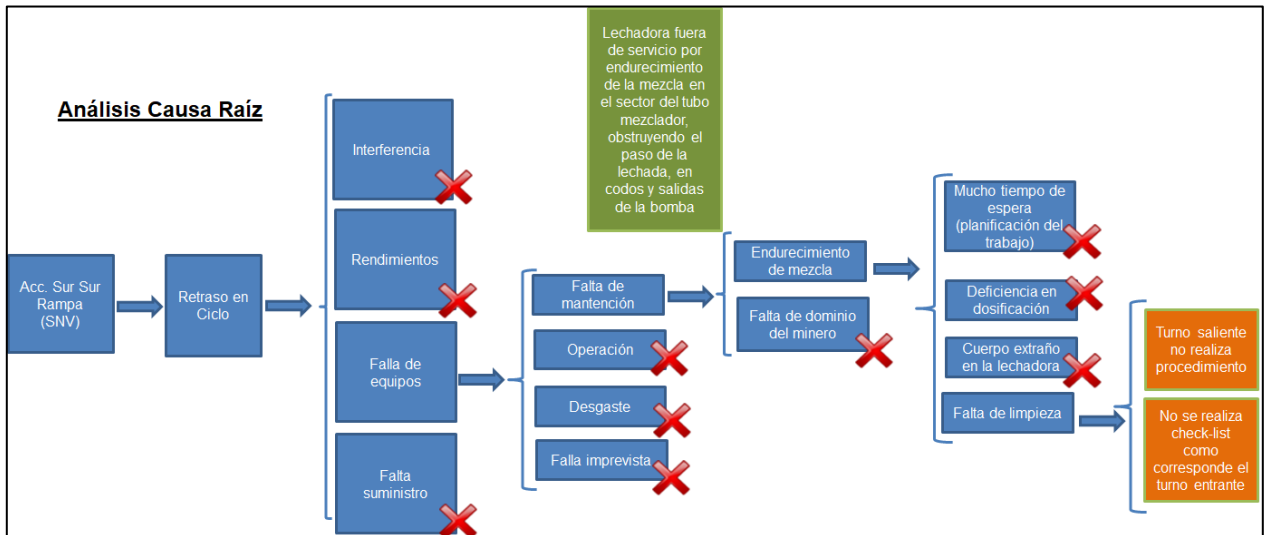 Análisis Causa Raíz
Acc. Sur Sur
Rampa
(SNV)
Retraso en
Ciclo
Interferencia
Rendimientos
Falla de
equipos
Falta
suministro
Lechadora fuera
de servicio por
endurecimiento
de la mezcla en
el sector del tubo
mezclador,
obstruyendo el
paso de la
lechada, en
codos y salidas
de la bomba
Falta de
mantención
Operación
Desgaste
Falla imprevista
Endurecimiento
de mezcla
Falta de dominio
del minero
Mucho tiempo de
espera
(planificación del
trabajo)
Deficiencia en
dosificación
Cuerpo extraño
en la lechadora
Falta de limpieza
Turno saliente
no realiza
procedimiento
No se realiza
check-list
como
corresponde el
turno entrante